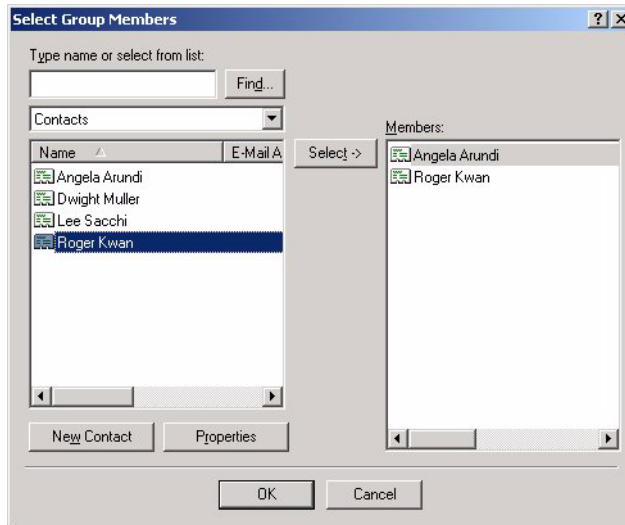 Select Group Members
Type name or select from list:
Find...
Contacts
Name E-Mail A
Angela Arundi
Dwight Muller
Lee Sacchi
Roger Kwan
Select ->
Members:
Angela Arundi
Roger Kwan
New Contact Properties
OK Cancel